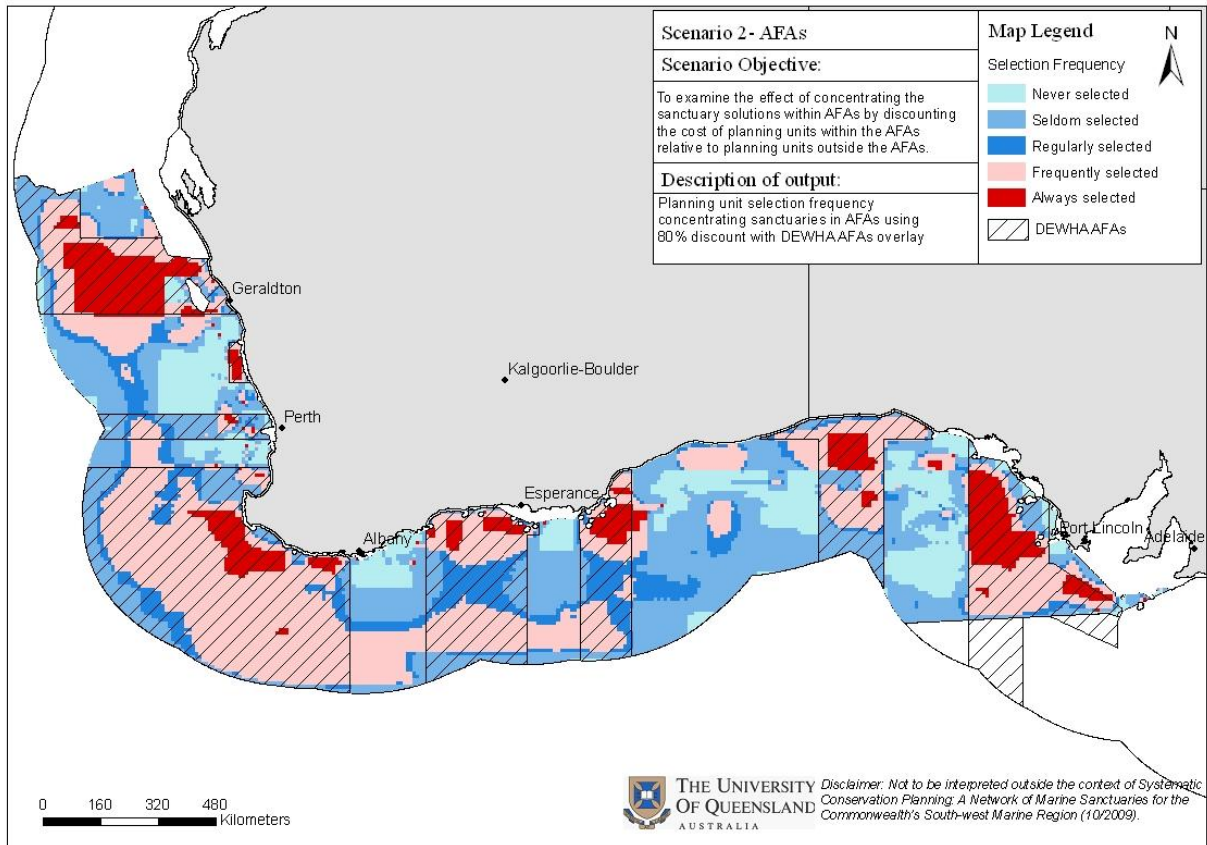 Scenario 2- AFAs
Scenario Objective:
To examine the effect of concentrating the
sanctuary solutions within AFAs by discounting
the cost of planning units within the AFAs
relative to planning units outside the AFAs.
Description of output:
Planning unit selection frequency
concentrating sanctuaries in AFAs using
80% discount with DEWHA AFAs overlay
Map Legend
N
Selection Frequency
Never selected
Seldom selected
Regularly selected
Frequently selected
Always selected
DEWHA AFAs
Geraldton
Kalgoorlie-Boulder
Perth
Esperance
Albany
Port Lincoln
Adelaide
0 160 320 480
Kilometers
THE UNIVERSITY
OF QUEENSLAND
AUSTRALIA
Disclaimer: Not to be interpreted outside the context of Systematic
Conservation Planning: A Network of Marine Sanctuaries for the
Commonwealth's South-west Marine Region (10/2009).